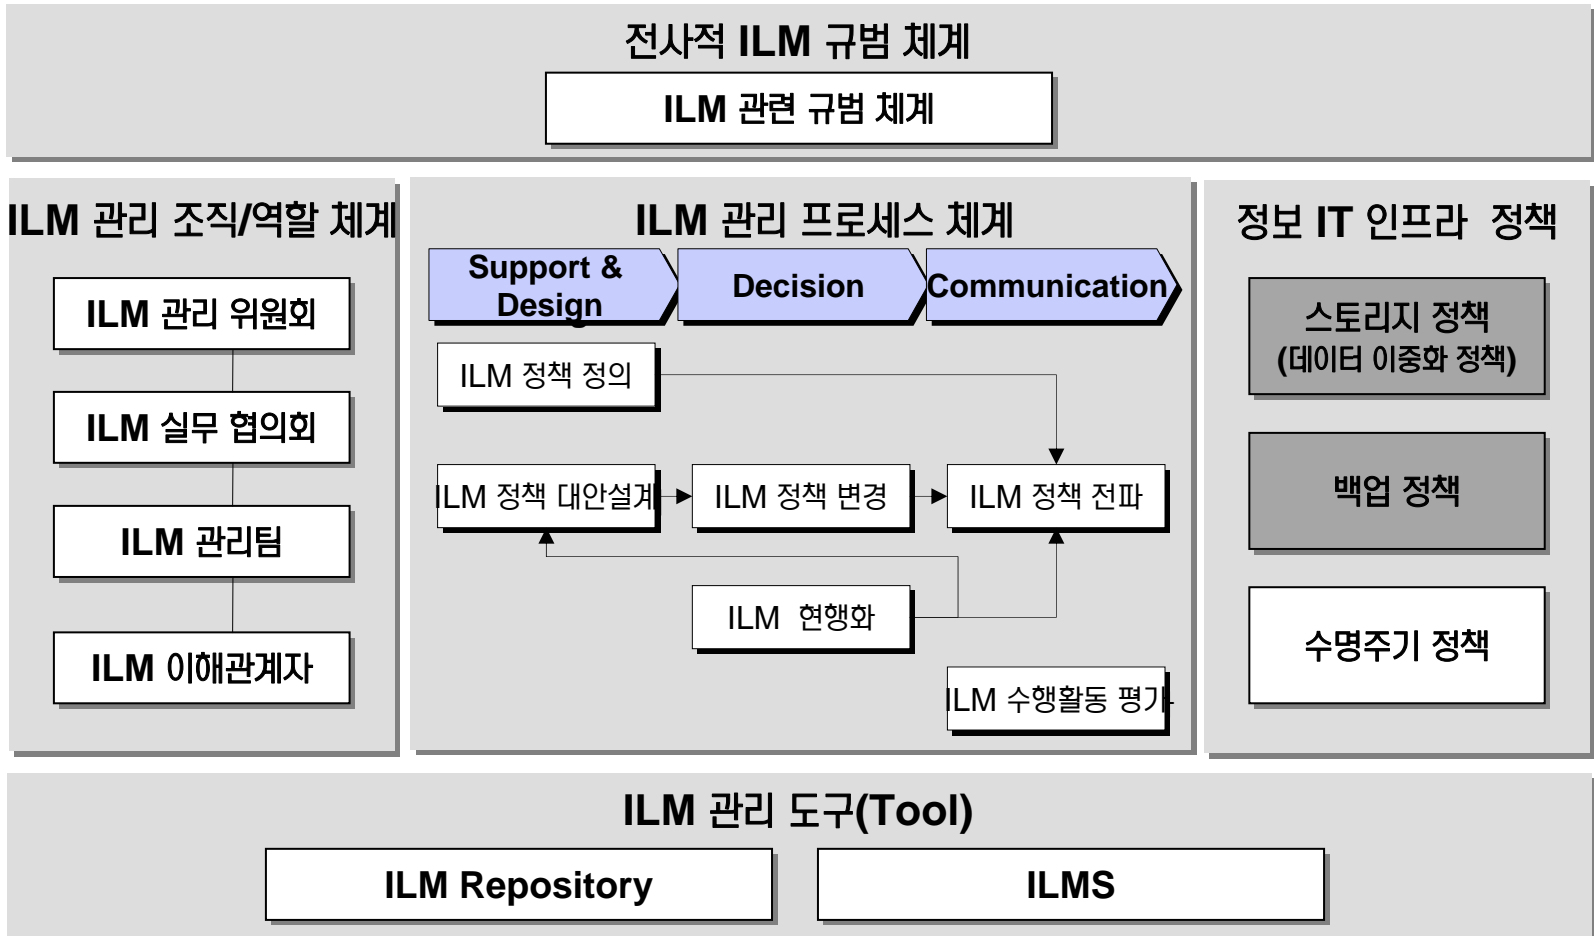 전사적 ILM 규범 체계
ILM 관련 규범 체계
ILM 관리 조직/역할 체계
ILM 관리 위원회
ILM 실무 협의회
ILM 관리팀
ILM 이해관계자
ILM 관리 프로세스 체계
Support &
Design
Decision
Communication
ILM 정책 정의
ILM 정책 대안설계
ILM 정책 변경
ILM 정책 전파
ILM 현행화
ILM 수행활동 평가
정보 IT 인프라 정책
스토리지 정책
(데이터 이중화 정책)
백업 정책
수명주기 정책
ILM 관리 도구(Tool)
ILM Repository
ILMS